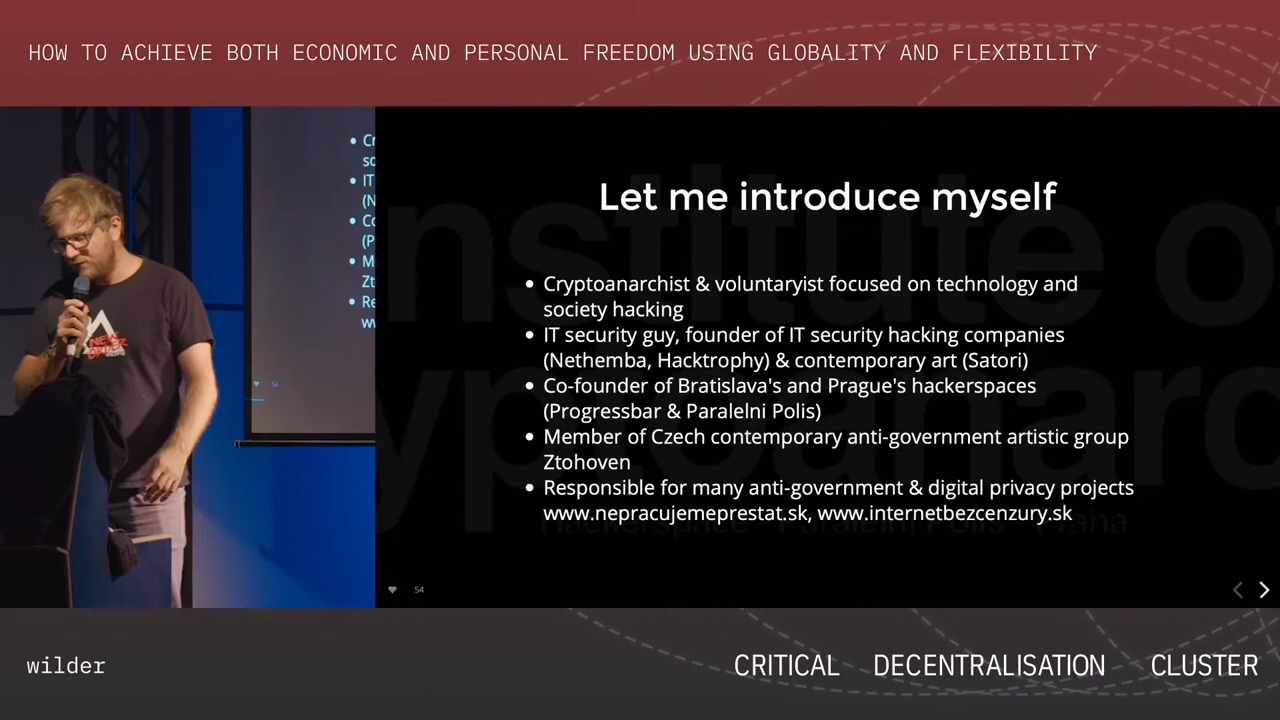 HOW TO ACHIEVE BOTH ECONOMIC AND PERSONAL FREEDOM USING GLOBALITY AND FLEXIBILITY
NEW
ORDER
Let me introduce myself
• Cryptoanarchist & voluntaryist focused on technology and
society hacking
• IT security guy, founder of IT security hacking companies
(Nethemba, Hacktrophy) & contemporary art (Satori)
• Co-founder of Bratislava's and Prague's hackerspaces
(Progressbar & Paralelni Polis)
• Member of Czech contemporary anti-government artistic group
Ztohoven
• Responsible for many anti-government & digital privacy projects
www.nepracujemeprestat.sk, www.internetbezcenzury.sk
54
wilder
CRITICAL DECENTRALISATION CLUSTER